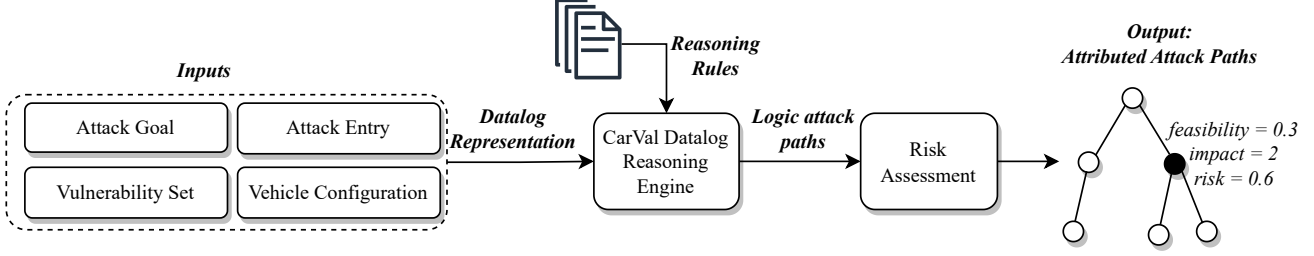 Inputs
Attack Goal
Attack Entry
Vulnerability Set
Vehicle Configuration
Datalog
Representation
Reasoning
Rules
CarVal Datalog
Reasoning
Engine
Logic attack
paths
Risk
Assessment
Output:
Attributed Attack Paths
feasibility = 0.3
impact = 2
risk = 0.6